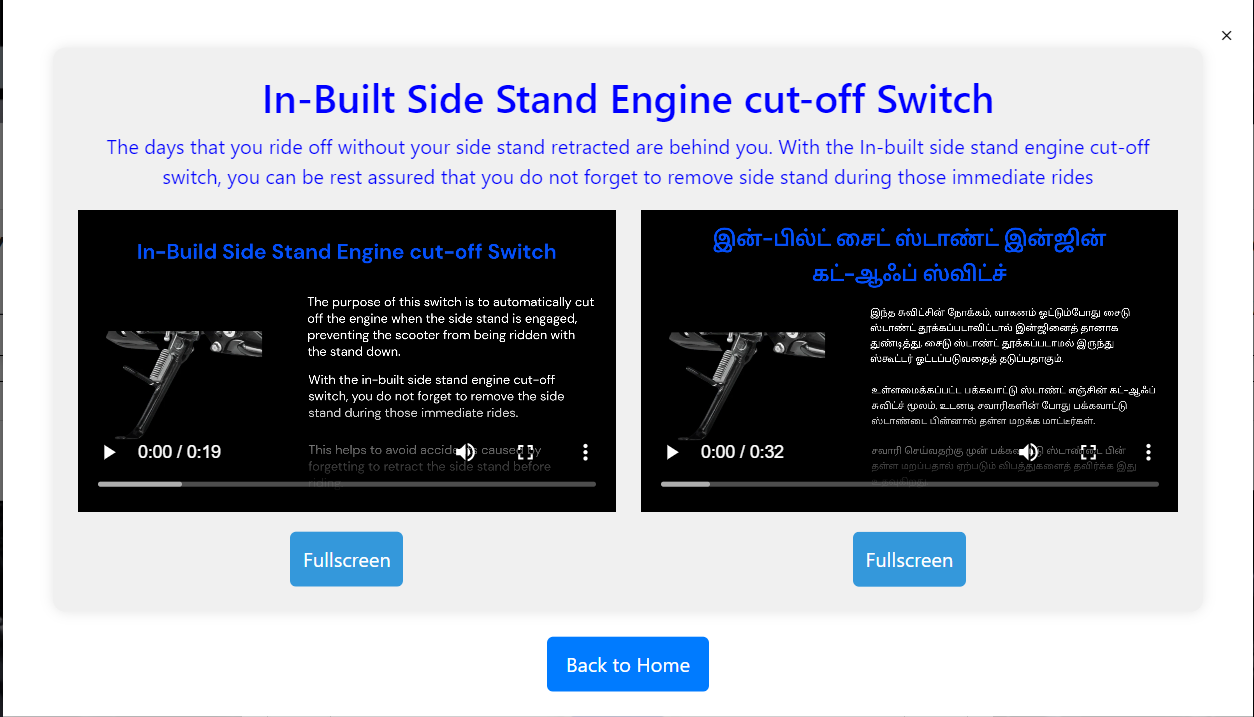 ×
In-Built Side Stand Engine cut-off Switch
The days that you ride off without your side stand retracted are behind you. With the In-built side stand engine cut-off
switch, you can be rest assured that you do not forget to remove side stand during those immediate rides
In-Build Side Stand Engine cut-off Switch
The purpose of this switch is to automatically cut
off the engine when the side stand is engaged,
preventing the scooter from being ridden with
the stand down.
With the in-built side stand engine cut-off
switch, you do not forget to remove the side
stand during those immediate rides.
This helps to avoid accidents caused by
forgetting to retract the side stand before
riding.
0:00 / 0:19
இன்-பில்ட் சைட் ஸ்டாண்ட் இன்ஜின்
கட்-ஆஃப் ஸ்விட்ச்
இந்த சுவிட்சின் நோக்கம், வாகனம் ஓட்டும்போது சைடு
ஸ்டாண்ட் தூக்கப்படாவிட்டால் இன்ஜினைத் தானாக
துண்டித்து, சைடு ஸ்டாண்ட் தூக்கப்படாமல் இருந்து
ஸ்கூட்டர் ஓட்டப்படுவதைத் தடுப்பதாகும்.
உள்ளமைக்கப்பட்ட பக்கவாட்டு ஸ்டாண்ட் எஞ்சின் கட்-ஆஃப்
சுவிட்ச் மூலம், உடனடி சவாரிகளின் போது பக்கவாட்டு
ஸ்டாண்டை பின்னால் தள்ள மறக்க மாட்டீர்கள்.
சவாரி செய்வதற்கு முன் பக்கவாட்டு ஸ்டாண்டை பின்
தள்ள மறப்பதால் ஏற்படும் விபத்துகளைத் தவிர்க்க இது
உதவுகிறது.
0:00 / 0:32
Fullscreen
Fullscreen
Back to Home